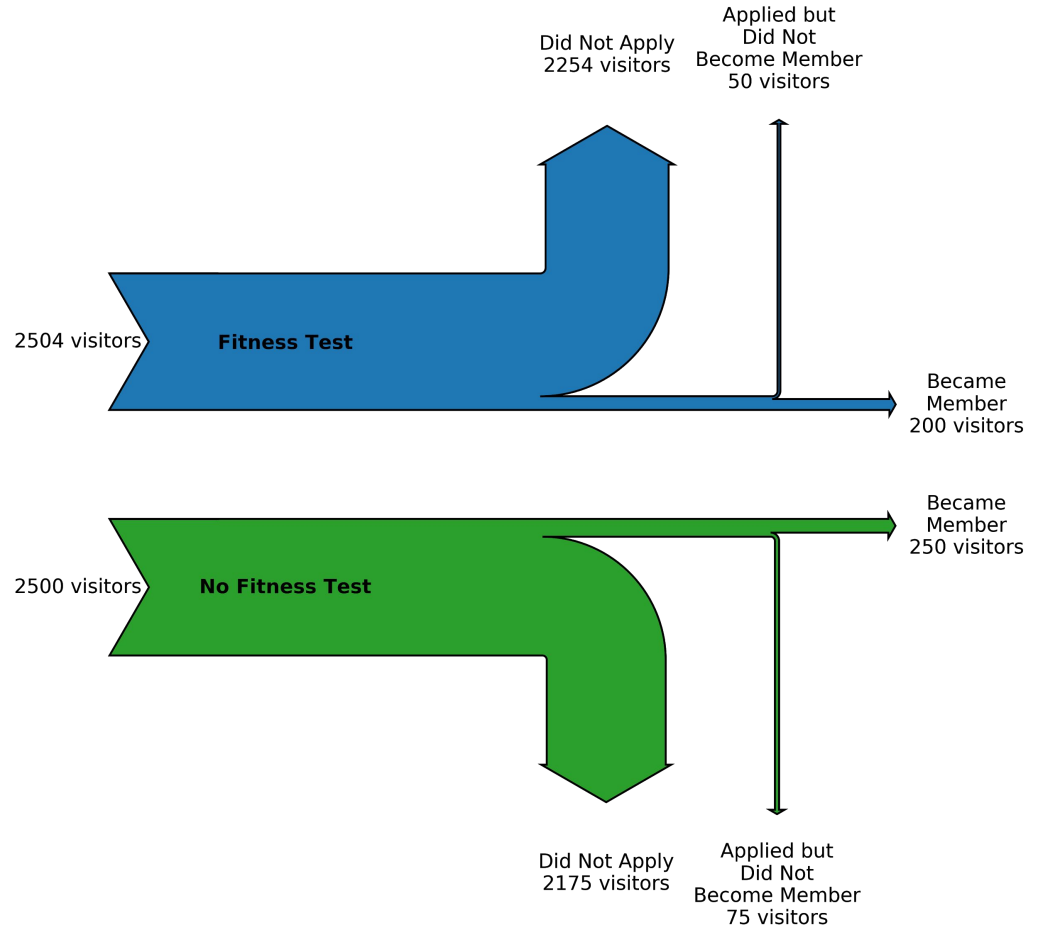 Did Not Apply
2254 visitors
Applied but
Did Not
Become Member
50 visitors
2504 visitors
Fitness Test
Became
Member
200 visitors
Became
Member
250 visitors
2500 visitors
No Fitness Test
Did Not Apply
2175 visitors
Applied but
Did Not
Become Member
75 visitors